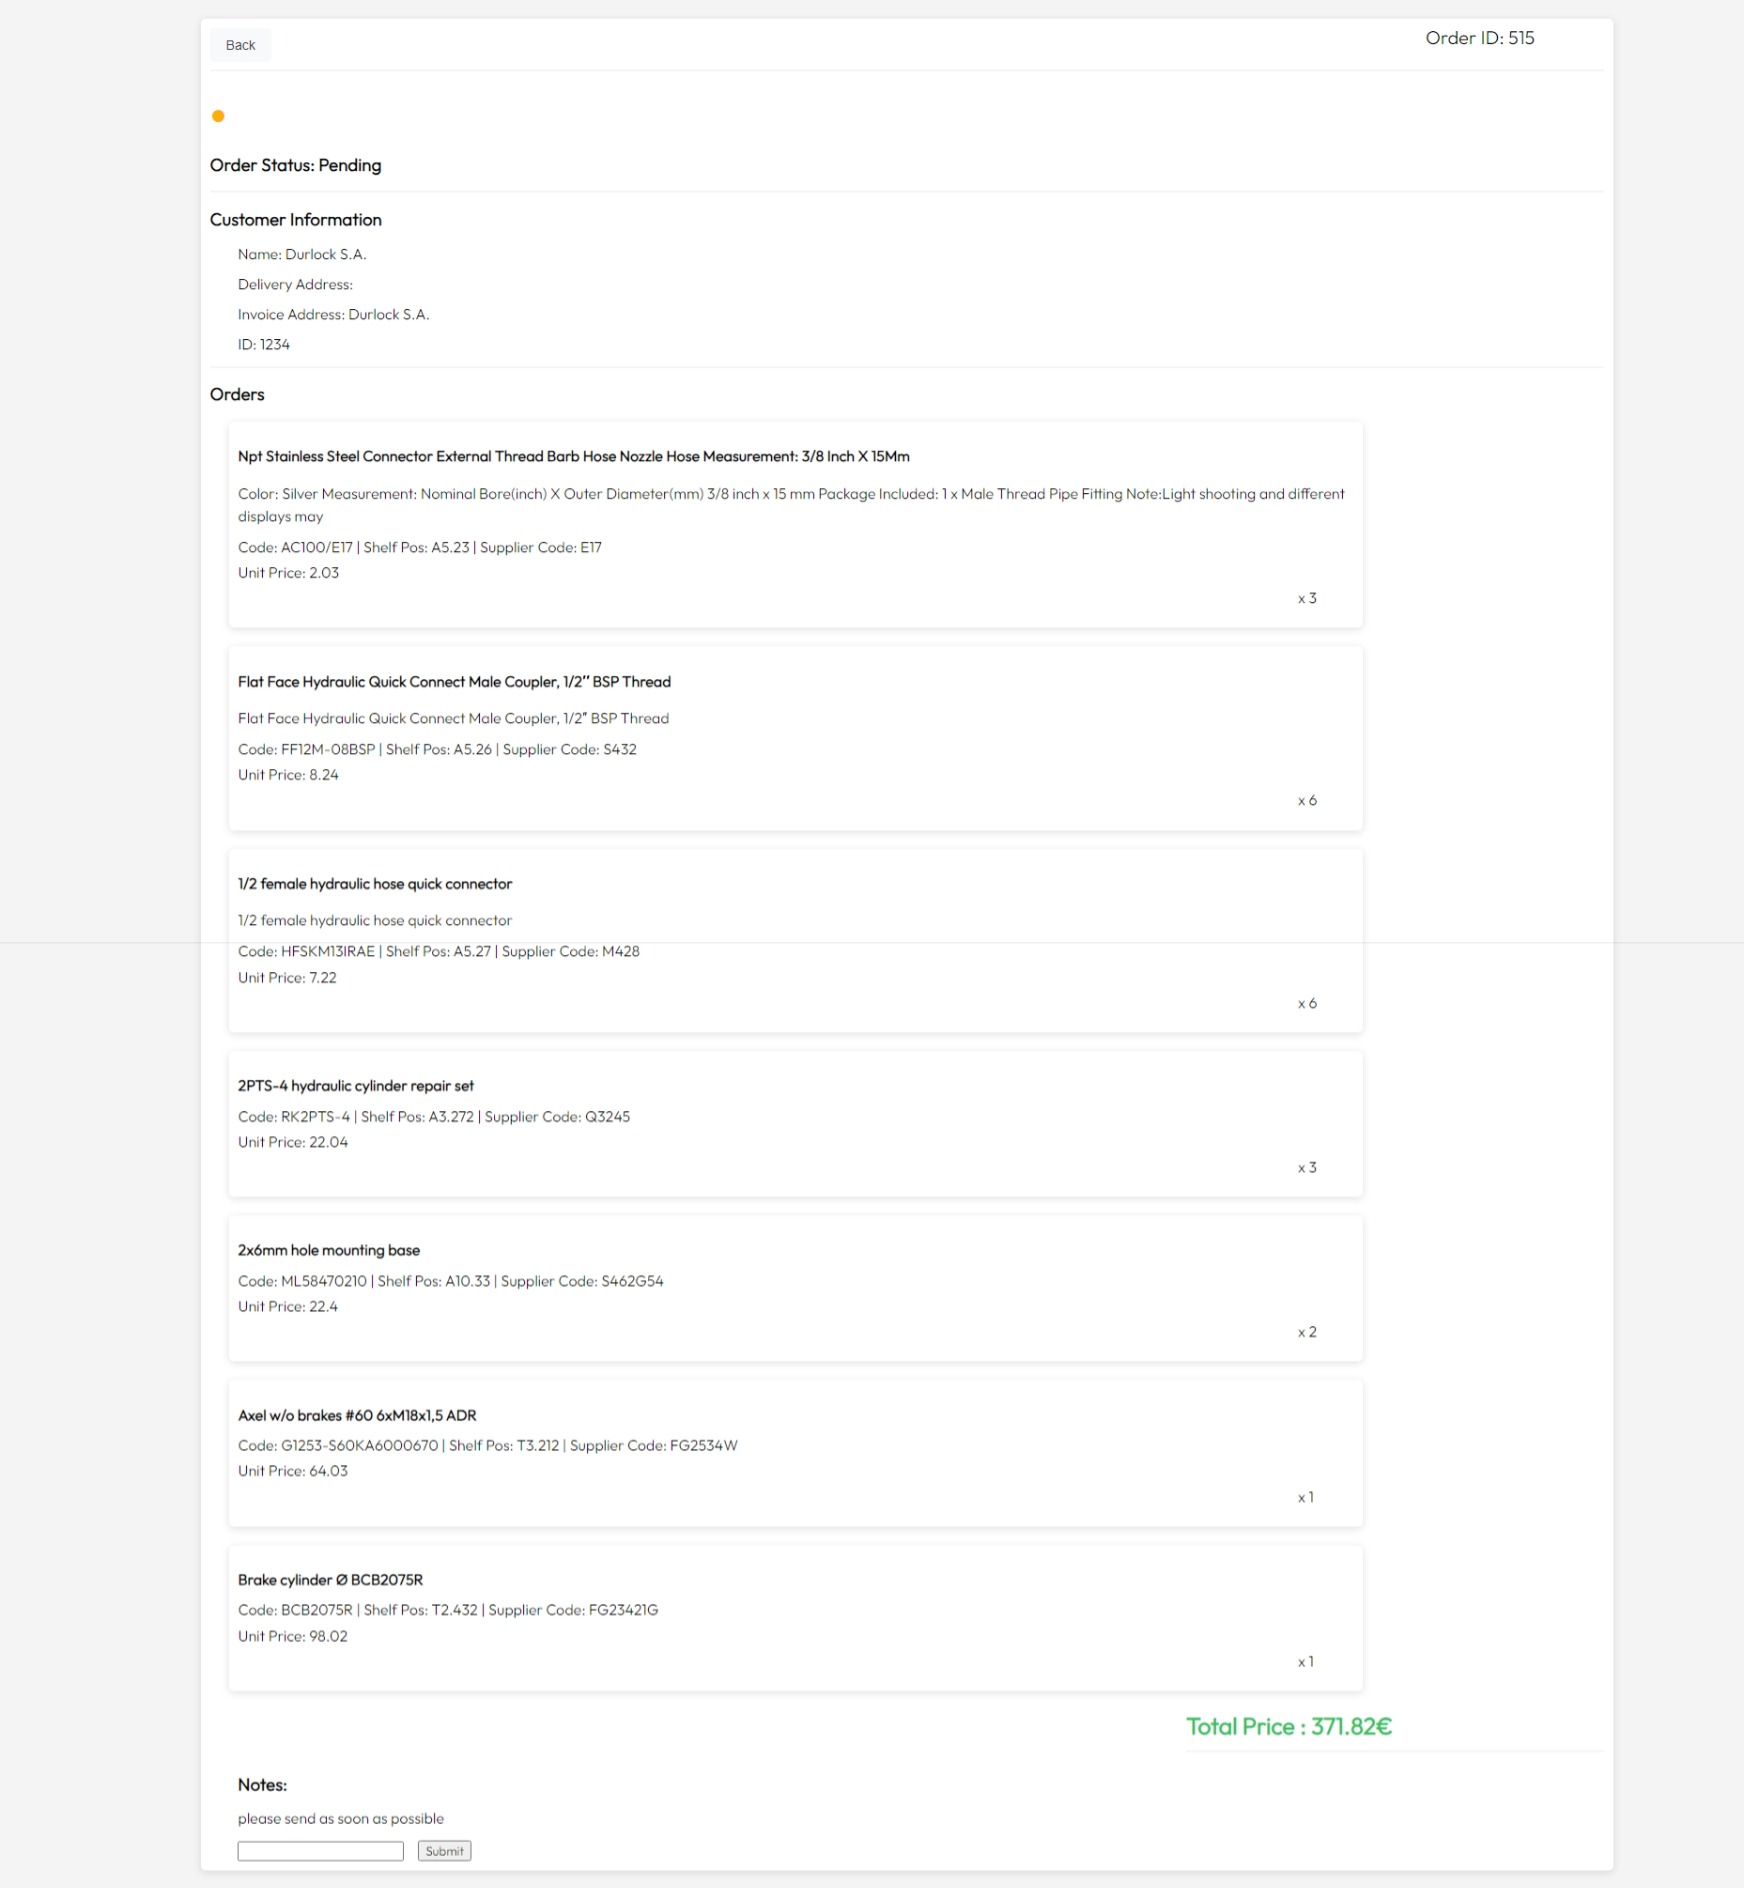 Back
Order ID: 515
Order Status: Pending
Customer Information
Name: Durlock S.A.
Delivery Address:
Invoice Address: Durlock S.A.
ID: 1234
Orders
Npt Stainless Steel Connector External Thread Barb Hose Nozzle Hose Measurement: 3/8 Inch X 15Mm
Color: Silver Measurement: Nominal Bore(inch) X Outer Diameter(mm) 3/8 inch x 15 mm Package Included: 1 x Male Thread Pipe Fitting Note:Light shooting and different
displays may
Code: AC100/E17 | Shelf Pos: A5.23 | Supplier Code: E17
Unit Price: 2.03
x 3
Flat Face Hydraulic Quick Connect Male Coupler, 1/2″ BSP Thread
Flat Face Hydraulic Quick Connect Male Coupler, 1/2″ BSP Thread
Code: FF12M-08BSP | Shelf Pos: A5.26 | Supplier Code: S432
Unit Price: 8.24
x 6
1/2 female hydraulic hose quick connector
1/2 female hydraulic hose quick connector
Code: HFSKM13IRAE | Shelf Pos: A5.27 | Supplier Code: M428
Unit Price: 7.22
x 6
2PTS-4 hydraulic cylinder repair set
Code: RK2PTS-4 | Shelf Pos: A3.272 | Supplier Code: Q3245
Unit Price: 22.04
x 3
2x6mm hole mounting base
Code: ML58470210 | Shelf Pos: A10.33 | Supplier Code: S462G54
Unit Price: 22.4
x 2
Axel w/o brakes #60 6xM18x1,5 ADR
Code: G1253-S60KA6000670 | Shelf Pos: T3.212 | Supplier Code: FG2534W
Unit Price: 64.03
x 1
Brake cylinder Ø BCB2075R
Code: BCB2075R | Shelf Pos: T2.432 | Supplier Code: FG23421G
Unit Price: 98.02
x 1
Total Price : 371.82€
Notes:
please send as soon as possible
Submit